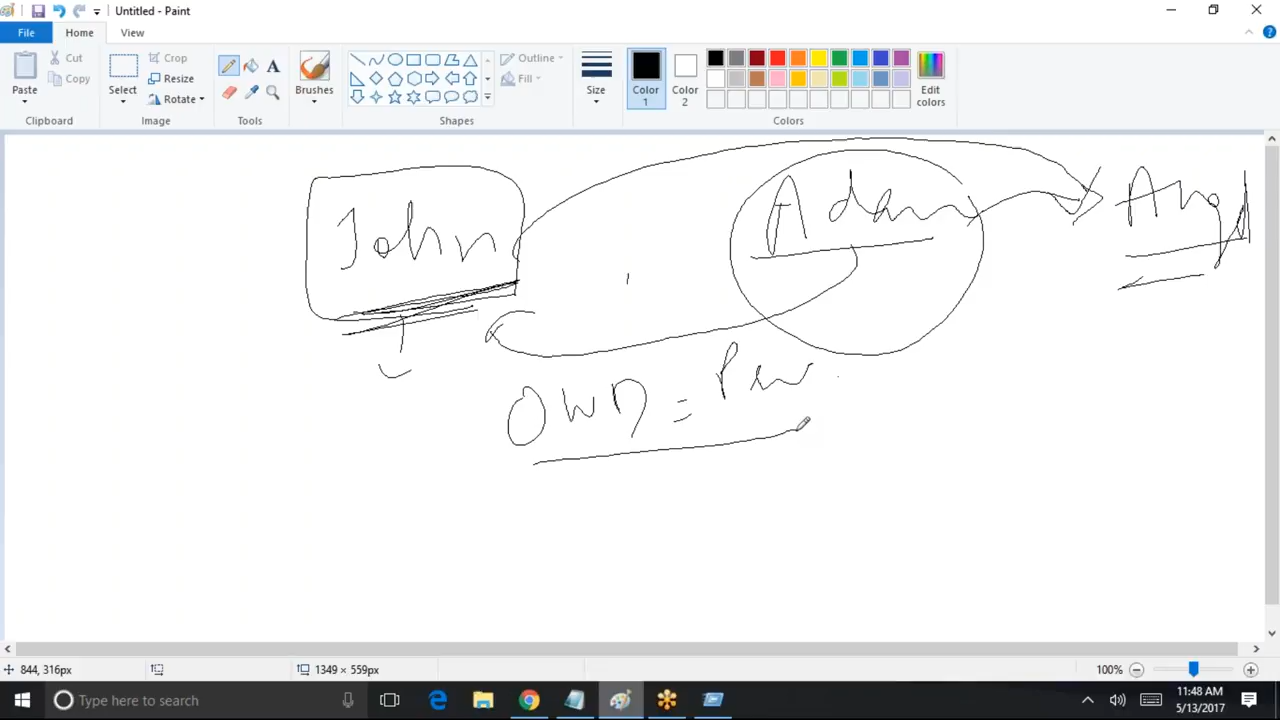 Untitled - Paint
File Home View
Paste Cut Copy
Select Crop Resize Rotate
Brushes
Outline Fill
Size
Color 1
Color 2
Edit colors
Clipboard Image Tools Shapes Colors
John Adam
OWD =
844, 316px 1349 × 559px 100%
Type here to search
11:48 AM
5/13/2017